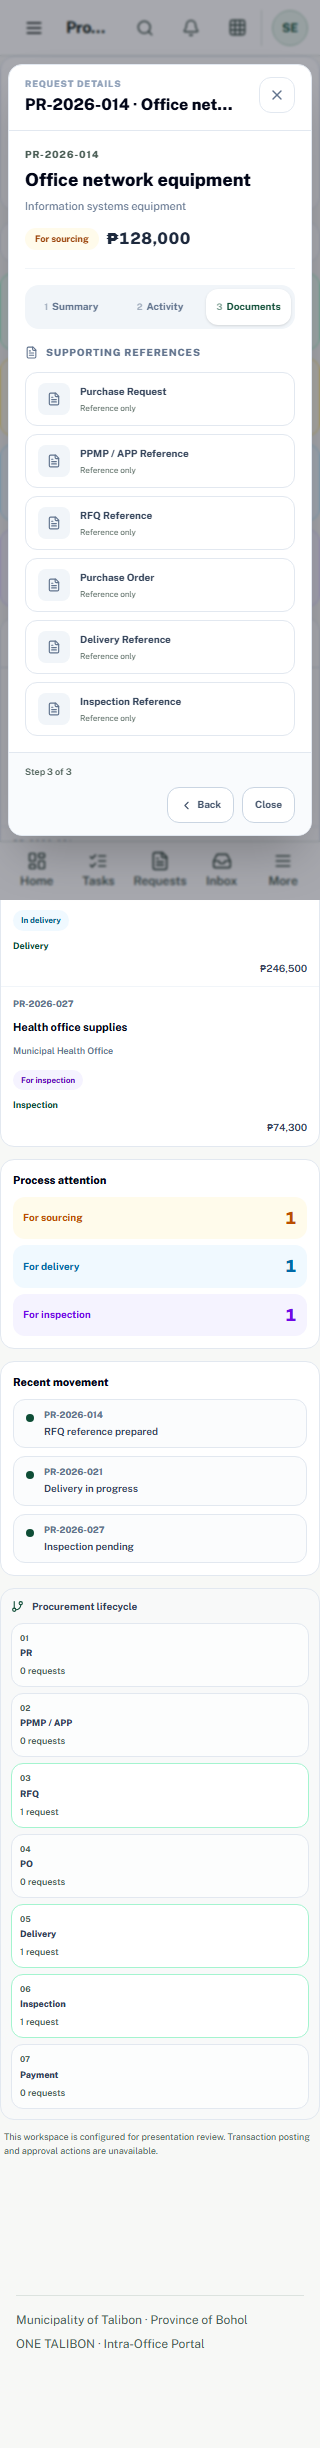 Pro...
SE
REQUEST DETAILS
PR-2026-014 · Office net...
PR-2026-014
Office network equipment
Information systems equipment
For sourcing
₱128,000
1 Summary
2 Activity
3 Documents
SUPPORTING REFERENCES
Purchase Request
Reference only
PPMP / APP Reference
Reference only
RFQ Reference
Reference only
Purchase Order
Reference only
Delivery Reference
Reference only
Inspection Reference
Reference only
Step 3 of 3
Back
Close
Home
Tasks
Requests
Inbox
More
In delivery
Delivery
₱246,500
PR-2026-027
Health office supplies
Municipal Health Office
For inspection
Inspection
₱74,300
Process attention
For sourcing
1
For delivery
1
For inspection
1
Recent movement
PR-2026-014
RFQ reference prepared
PR-2026-021
Delivery in progress
PR-2026-027
Inspection pending
Procurement lifecycle
01
PR
0 requests
02
PPMP / APP
0 requests
03
RFQ
1 request
04
PO
0 requests
05
Delivery
1 request
06
Inspection
1 request
07
Payment
0 requests
This workspace is configured for presentation review. Transaction posting
and approval actions are unavailable.
Municipality of Talibon · Province of Bohol
ONE TALIBON · Intra-Office Portal